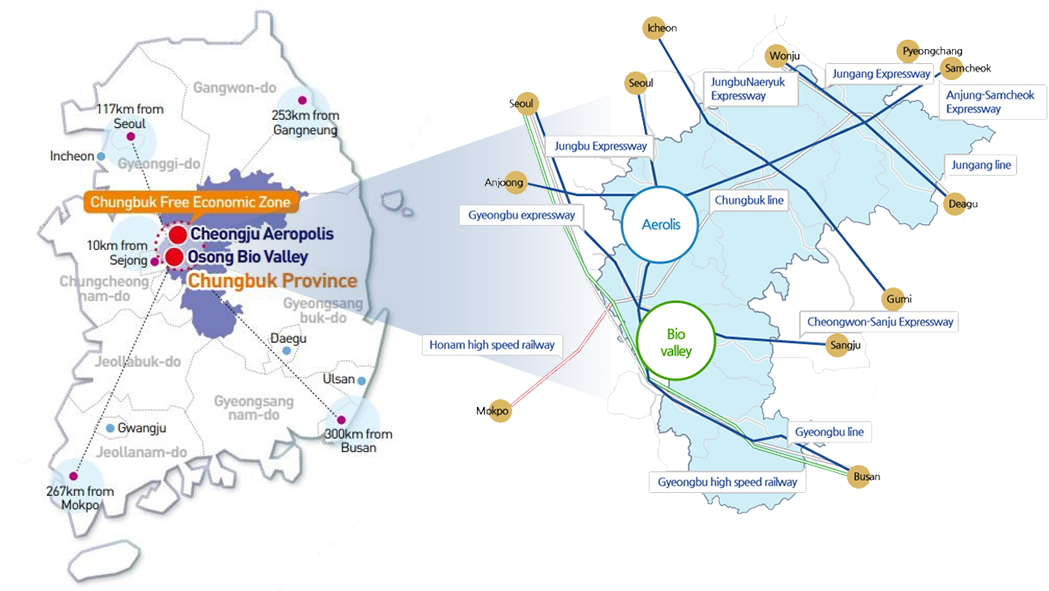 Gangwon-do
117km from
Seoul
253km from
Gangneung
Incheon
Gyeonggi-do
Chungbuk Free Economic Zone
Cheongju Aeropolis
10km from
Sejong
Osong Bio Valley
Chungbuk Province
Chungcheong
nam-do
Gyeongsang
buk-do
Daegu
Jeollabuk-do
Ulsan
Gyeongsang
nam-do
Gwangju
300km from
Busan
Jeollanam-do
267km from
Mokpo
Icheon
Wonju
Pyeongchang
Samcheok
Seoul
Jungang Expressway
JungbuNaeryuk
Expressway
Anjung-Samcheok
Expressway
Seoul
Jungbu Expressway
Jungang line
Anjoong
Chungbuk line
Deagu
Gyeongbu expressway
Aerolis
Gumi
Cheongwon-Sanju Expressway
Honam high speed railway
Bio
valley
Sangju
Mokpo
Gyeongbu line
Gyeongbu high speed railway
Busan